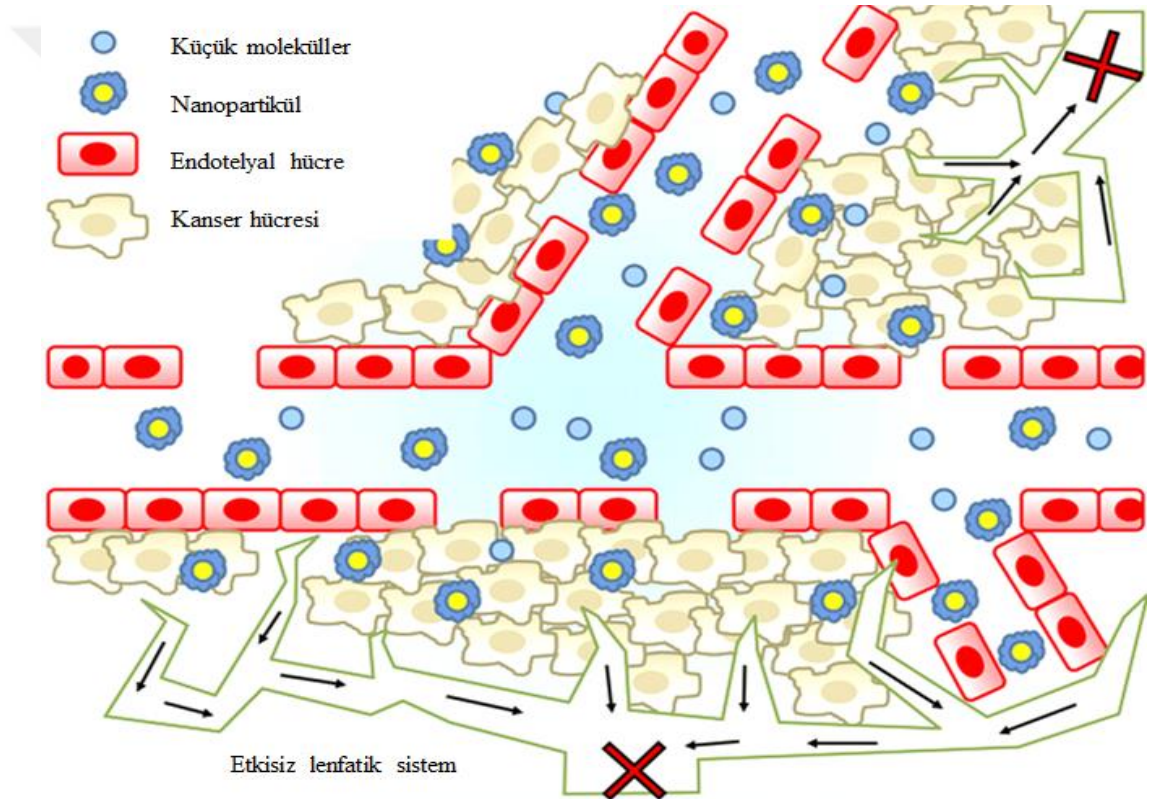 Küçük moleküller
Nanopartikül
Endotelyal hücre
Kanser hücresi
Etkisiz lenfatik sistem